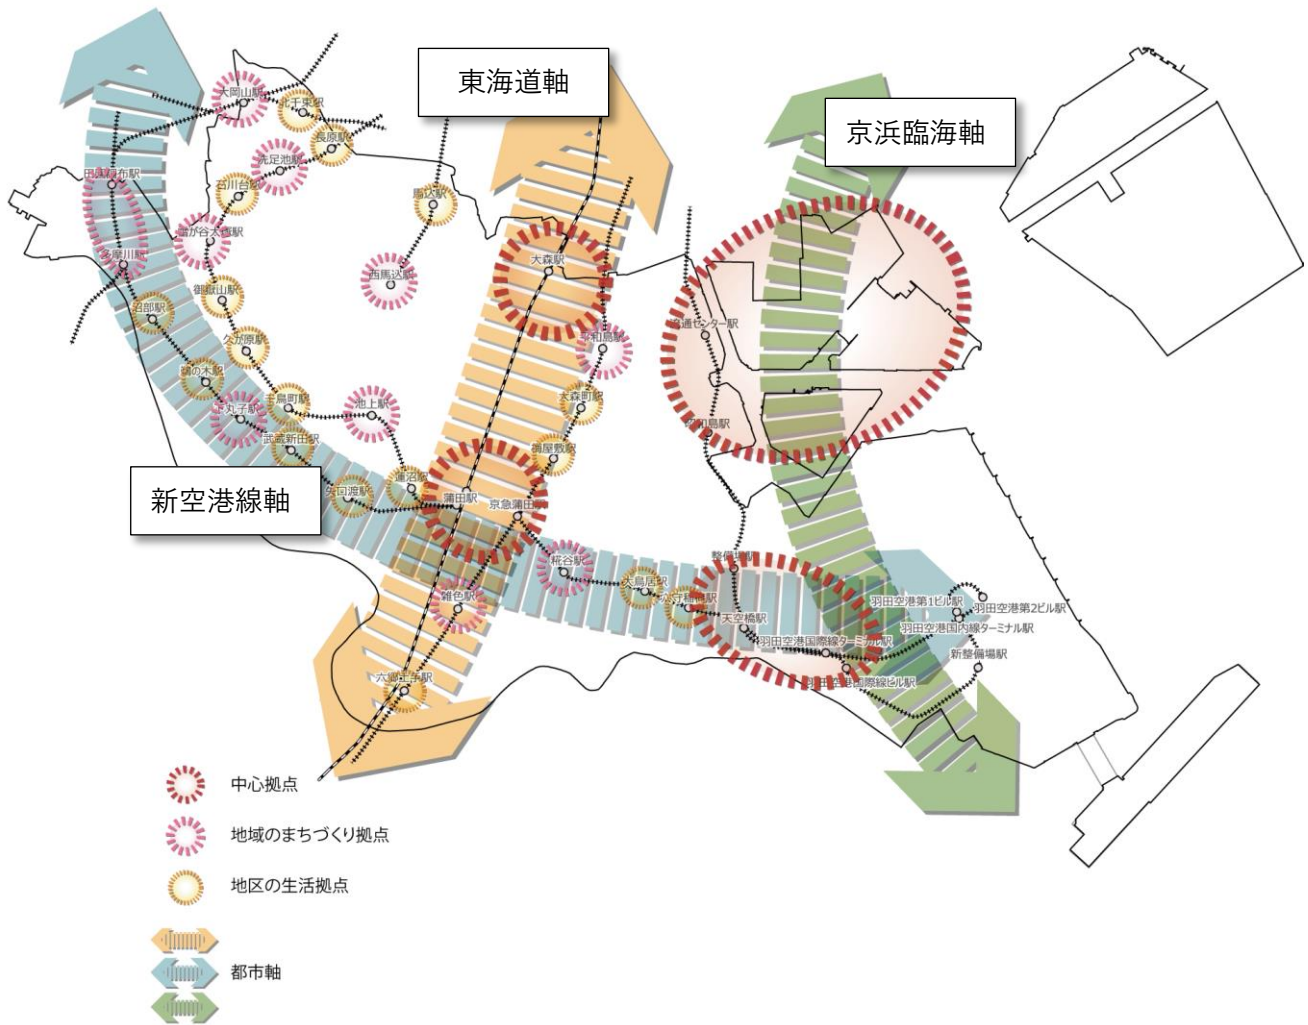 東海道軸
京浜臨海軸
新空港線軸
大岡山駅
北千束駅
長原駅
洗足池駅
石川台駅
田園調布駅
雪が谷大塚駅
多摩川駅
馬込駅
西馬込駅
大森駅
御嶽山駅
沼部駅
久が原駅
平和島駅
流通センター駅
鵜の木駅
千鳥町駅
下丸子駅
池上駅
大森町駅
昭和島駅
武蔵新田駅
梅屋敷駅
矢口渡駅
蓮沼駅
蒲田駅
京急蒲田駅
糀谷駅
整備場駅
大鳥居駅
穴守稲荷駅
雑色駅
天空橋駅
羽田空港第1ビル駅
羽田空港第2ビル駅
羽田空港国内線ターミナル駅
羽田空港国際線ターミナル駅
新整備場駅
羽田空港国際線ビル駅
六郷土手駅
中心拠点
地域のまちづくり拠点
地区の生活拠点
都市軸